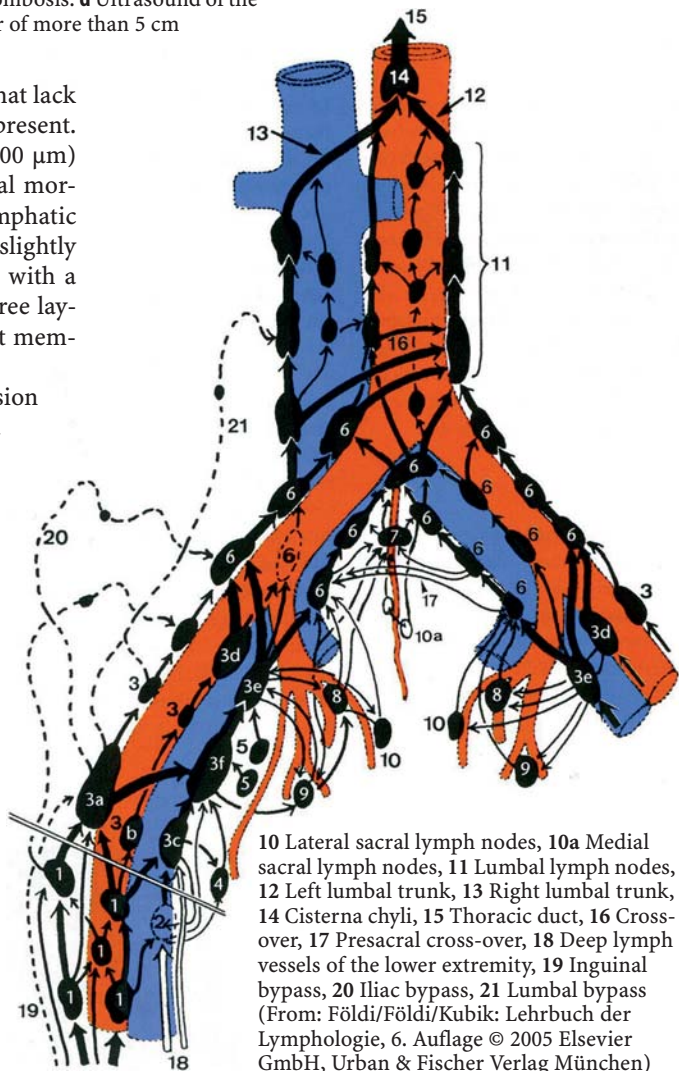 ombosis. d Ultrasound of the
r of more than 5 cm
hat lack
present.
00 µm)
al mor-
mphatic
slightly
with a
ree lay-
t mem-
sion
15
14
12
13
11
16
21
6
6
6
6
20
6
6
6
6
6
7
6
6
6
3
6
6
17
10a
3d
3d
3e
3e
3
3
8
8
10
10
5
3f
5
9
9
3a
3
b
3c
1
4
1
2
1
1
1
19
18
10 Lateral sacral lymph nodes, 10a Medial
sacral lymph nodes, 11 Lumbal lymph nodes,
12 Left lumbal trunk, 13 Right lumbal trunk,
14 Cisterna chyli, 15 Thoracic duct, 16 Cross-
over, 17 Presacral cross-over, 18 Deep lymph
vessels of the lower extremity, 19 Inguinal
bypass, 20 Iliac bypass, 21 Lumbal bypass
(From: Földi/Földi/Kubik: Lehrbuch der
Lymphologie, 6. Auflage © 2005 Elsevier
GmbH, Urban & Fischer Verlag München)